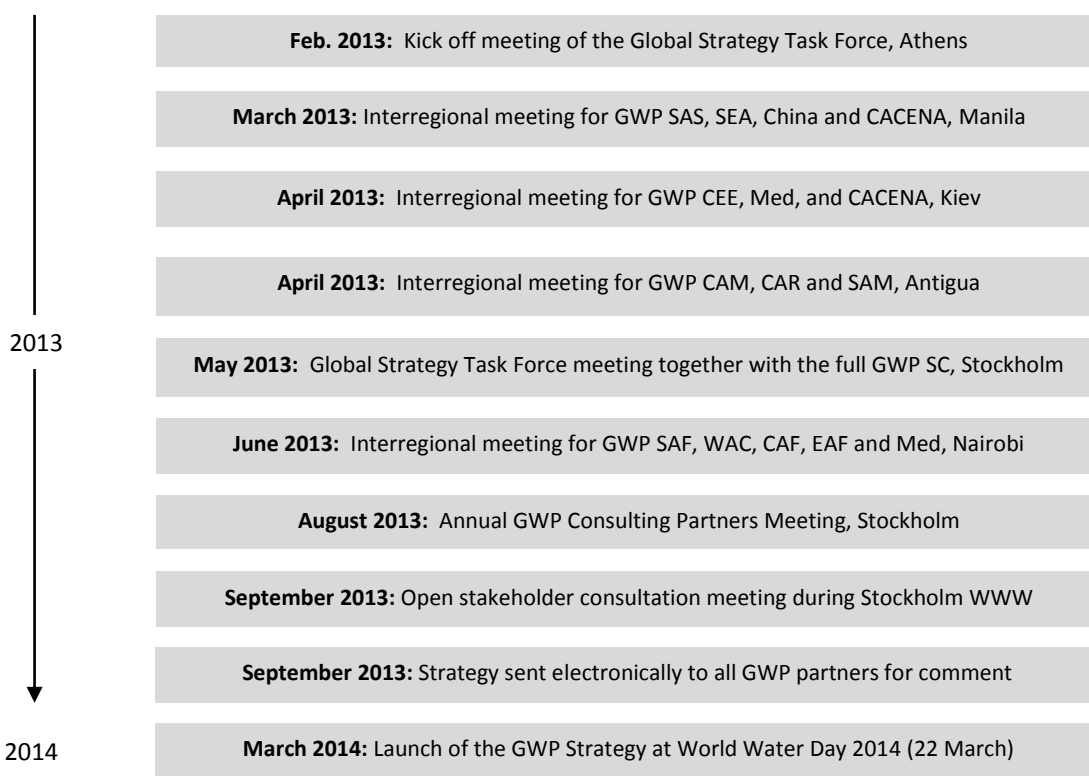 Feb. 2013: Kick off meeting of the Global Strategy Task Force, Athens
March 2013: Interregional meeting for GWP SAS, SEA, China and CACENA, Manila
April 2013: Interregional meeting for GWP CEE, Med, and CACENA, Kiev
April 2013: Interregional meeting for GWP CAM, CAR and SAM, Antigua
2013
May 2013: Global Strategy Task Force meeting together with the full GWP SC, Stockholm
June 2013: Interregional meeting for GWP SAF, WAC, CAF, EAF and Med, Nairobi
August 2013: Annual GWP Consulting Partners Meeting, Stockholm
September 2013: Open stakeholder consultation meeting during Stockholm WWW
September 2013: Strategy sent electronically to all GWP partners for comment
2014
March 2014: Launch of the GWP Strategy at World Water Day 2014 (22 March)